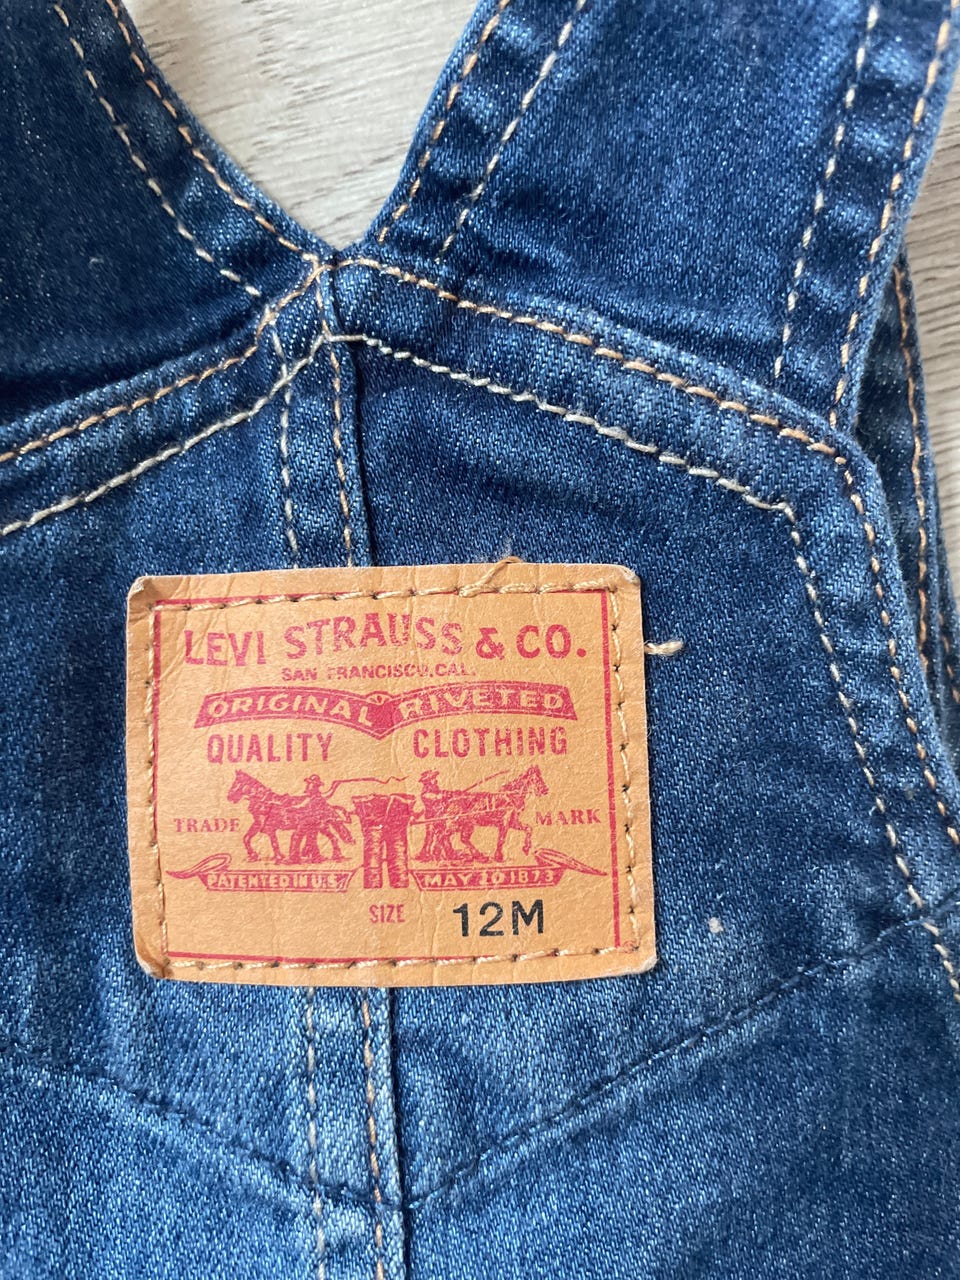 LEVI STRAUSS & CO.
SAN FRANCISCO, CAL.
ORIGINAL RIVETED
QUALITY CLOTHING
TRADE MARK
PATENTED IN U.S. MAY 20 1873
SIZE 12M